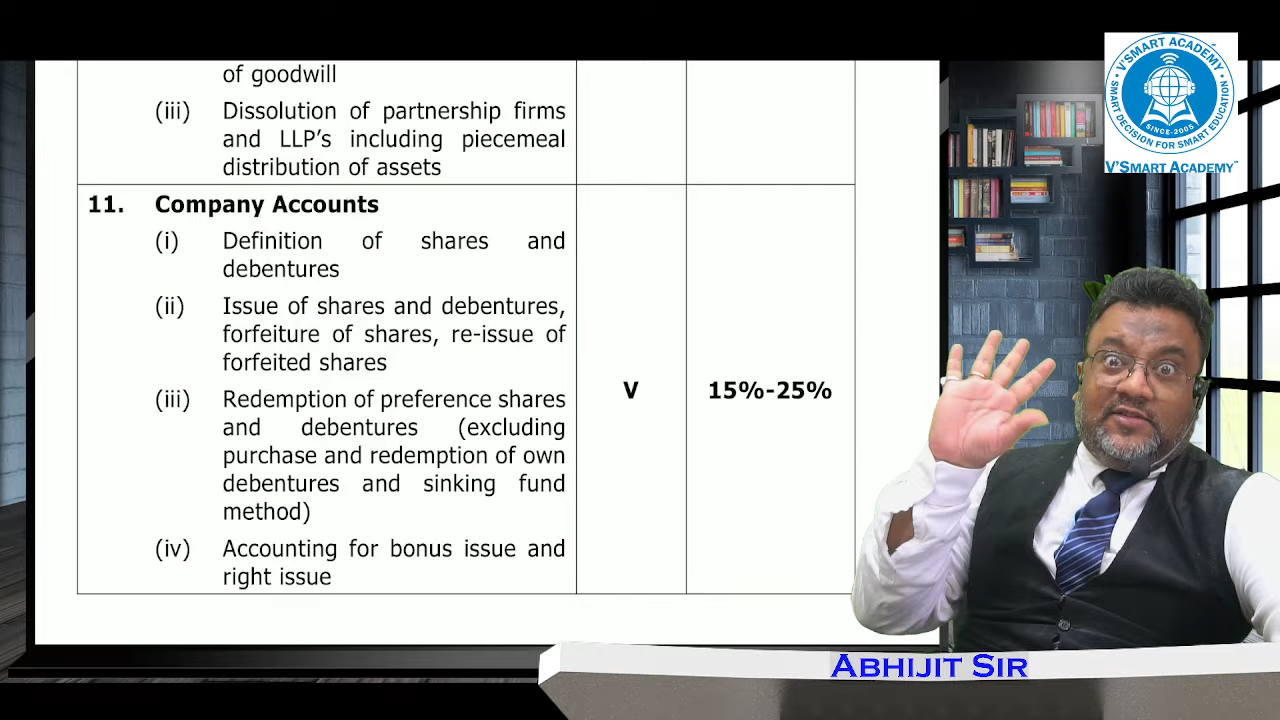 of goodwill
(iii) Dissolution of partnership firms
and LLP's including piecemeal
distribution of assets
11. Company Accounts
(i) Definition of shares and
debentures
(ii) Issue of shares and debentures,
forfeiture of shares, re-issue of
forfeited shares
(iii) Redemption of preference shares
and debentures (excluding
purchase and redemption of own
debentures and sinking fund
method)
(iv) Accounting for bonus issue and
right issue
V
15%-25%
V'SMART ACADEMY
SMART DECISION FOR SMART EDUCATION
SINCE-2005
V'SMART ACADEMY™
ABHIJIT SIR